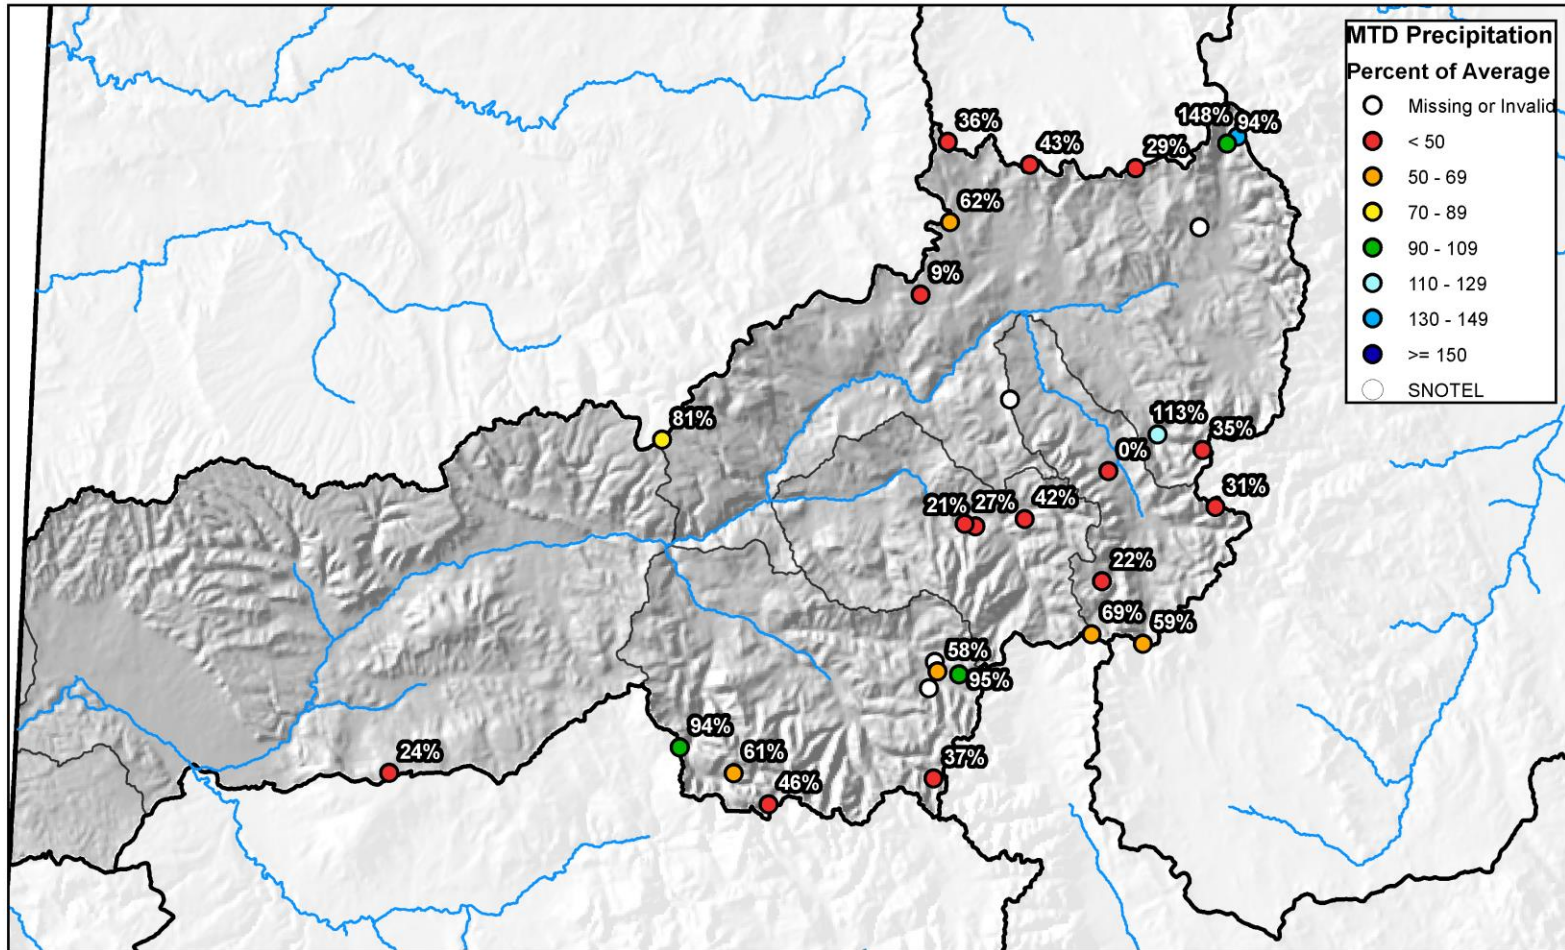 MTD Precipitation
Percent of Average
Missing or Invalid
< 50
50 - 69
70 - 89
90 - 109
110 - 129
130 - 149
>= 150
SNOTEL
148% 94%
36%
43%
29%
62%
9%
81%
113%
35%
0%
31%
21% 27% 42%
22%
69%
59%
58%
95%
94%
61%
24%
46%
37%